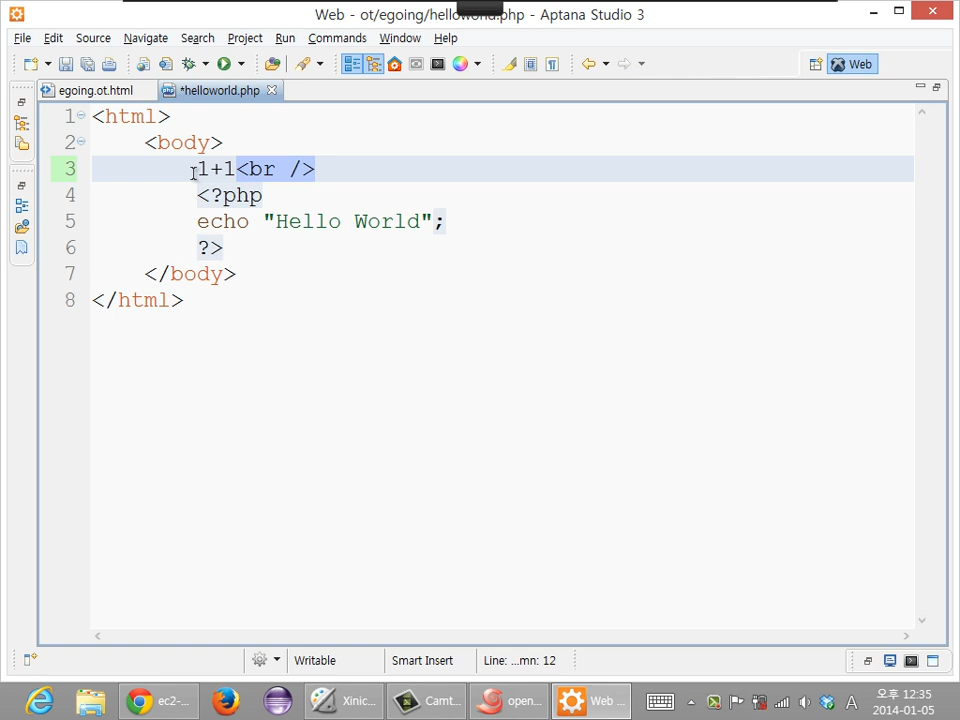 Web - ot/egoing/helloworld.php - Aptana Studio 3
File Edit Source Navigate Search Project Run Commands Window Help
Web
egoing.ot.html *helloworld.php
1 <html>
2 <body>
3 1+1<br />
4 <?php
5 echo "Hello World";
6 ?>
7 </body>
8 </html>
Writable Smart Insert Line: ...mn: 12
ec2-... Xinic... Camt... open... Web ... A 오후 12:35
2014-01-05